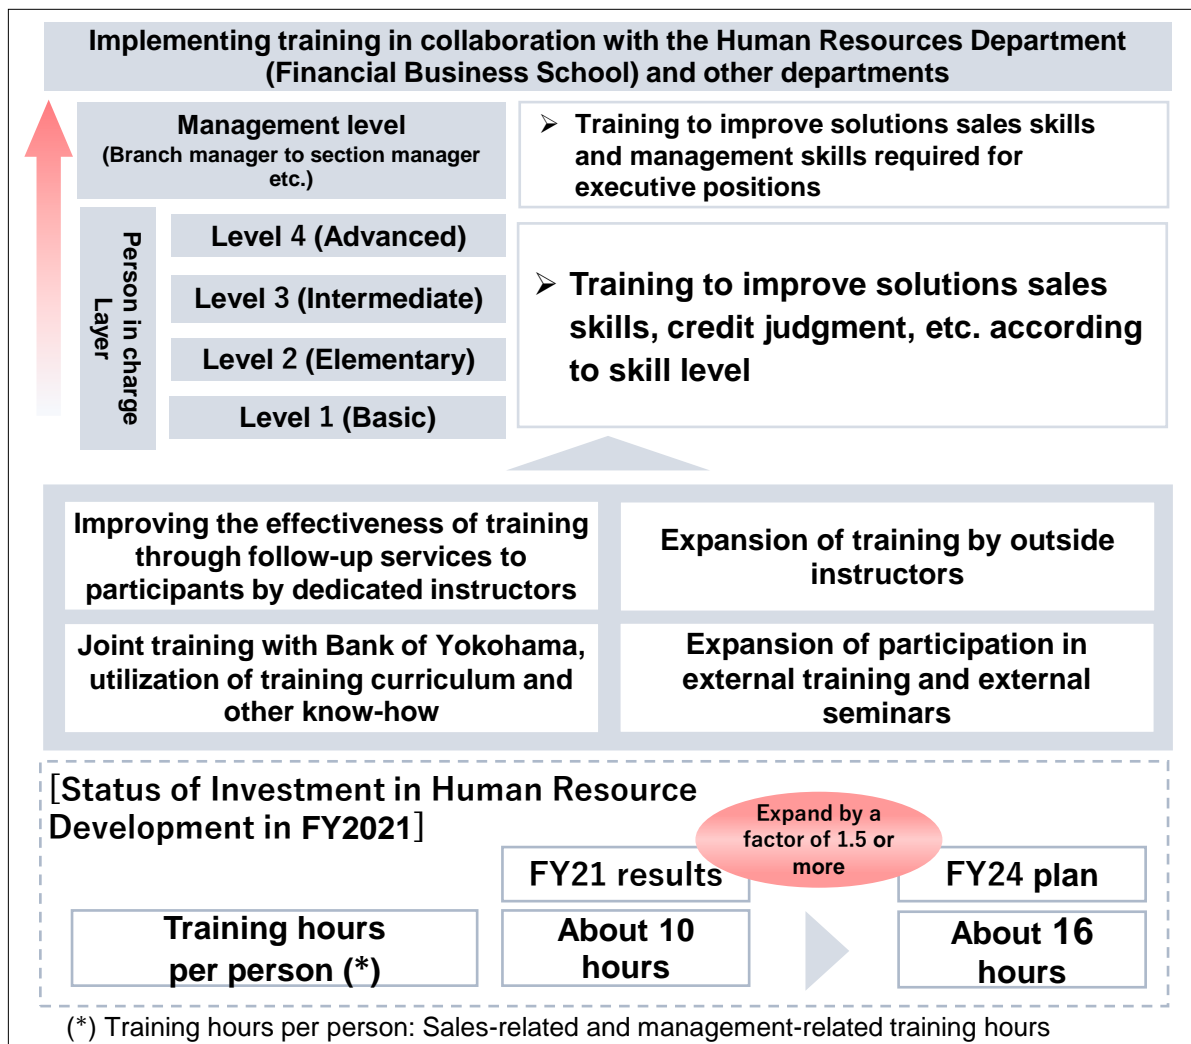 Implementing training in collaboration with the Human Resources Department
(Financial Business School) and other departments
Management level
(Branch manager to section manager
etc.)
➢ Training to improve solutions sales skills
and management skills required for
executive positions
Person in charge
Layer
Level 4 (Advanced)
Level 3 (Intermediate)
Level 2 (Elementary)
Level 1 (Basic)
➢ Training to improve solutions sales
skills, credit judgment, etc. according
to skill level
Improving the effectiveness of training
through follow-up services to
participants by dedicated instructors
Expansion of training by outside
instructors
Joint training with Bank of Yokohama,
utilization of training curriculum and
other know-how
Expansion of participation in
external training and external
seminars
[Status of Investment in Human Resource
Development in FY2021]
Expand by a
factor of 1.5 or
more
FY21 results
FY24 plan
Training hours
per person (*)
About 10
hours
About 16
hours
(*) Training hours per person: Sales-related and management-related training hours